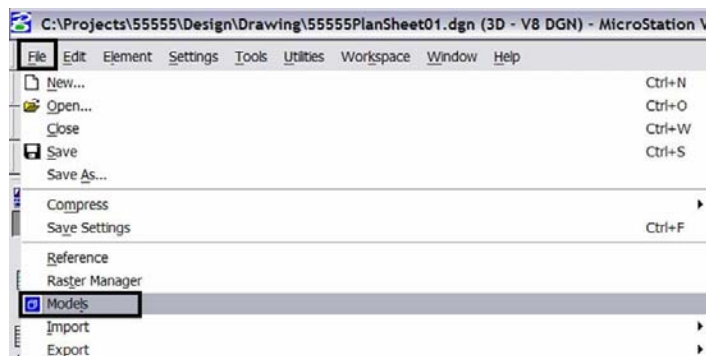 C:\Projects\55555\Design\Drawing\55555PlanSheet01.dgn (3D - V8 DGN) - MicroStation V
File Edit Element Settings Tools Utilities Workspace Window Help
New... Ctrl+N
Open... Ctrl+O
Close Ctrl+W
Save Ctrl+S
Save As...
Compress
Save Settings Ctrl+F
Reference
Raster Manager
Models
Import
Export